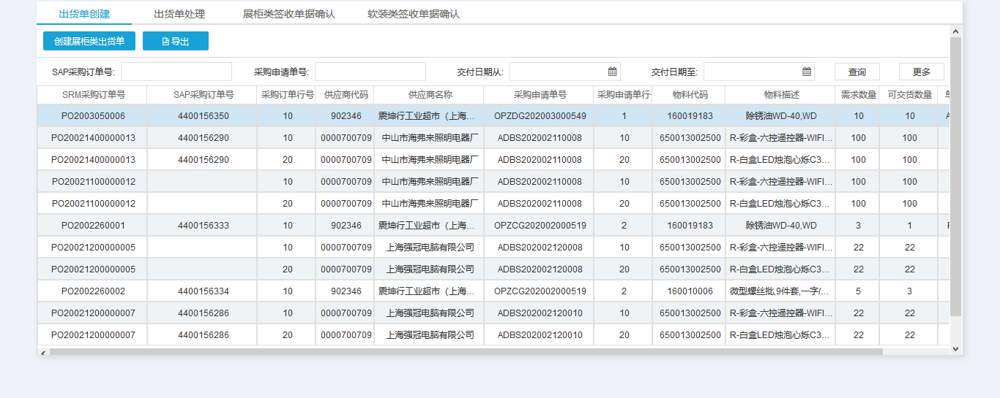 出货单创建 出货单处理 展柜类签收单据确认 软装类签收单据确认
创建展柜类出货单 导出
SAP采购订单号: 采购申请单号: 交付日期从: 交付日期至: 查询 更多
SRM采购订单号 SAP采购订单号 采购订单行号 供应商代码 供应商名称 采购申请单号 采购申请单行 物料代码 物料描述 需求数量 可交货数量
PO2003050006 4400156350 10 902346 震坤行工业超市（上海... OPZDG202003000549 1 160019183 除锈油WD-40,WD 10 10
PO20021400000013 4400156290 10 0000700709 中山市海弗来照明电器厂 ADBS202002110008 10 650013002500 R-彩盒-六控遥控器-WIFI... 100 100
PO20021400000013 4400156290 20 0000700709 中山市海弗来照明电器厂 ADBS202002110008 20 650013002500 R-白盒LED烛泡心烁C3... 100 100
PO20021100000012 10 0000700709 中山市海弗来照明电器厂 ADBS202002110008 10 650013002500 R-彩盒-六控遥控器-WIFI... 100 100
PO20021100000012 20 0000700709 中山市海弗来照明电器厂 ADBS202002110008 20 650013002500 R-白盒LED烛泡心烁C3... 100 100
PO2002260001 4400156333 10 902346 震坤行工业超市（上海... OPZCG202002000519 2 160019183 除锈油WD-40,WD 3 1
PO20021200000005 10 0000700709 上海强冠电脑有限公司 ADBS202002120008 10 650013002500 R-彩盒-六控遥控器-WIFI... 22 22
PO20021200000005 20 0000700709 上海强冠电脑有限公司 ADBS202002120008 20 650013002500 R-白盒LED烛泡心烁C3... 22 22
PO2002260002 4400156334 10 902346 震坤行工业超市（上海... OPZCG202002000519 2 160010006 微型螺丝批,9件套,一字/... 5 3
PO20021200000007 4400156286 10 0000700709 上海强冠电脑有限公司 ADBS202002120010 10 650013002500 R-彩盒-六控遥控器-WIFI... 22 22
PO20021200000007 4400156286 20 0000700709 上海强冠电脑有限公司 ADBS202002120010 20 650013002500 R-白盒LED烛泡心烁C3... 22 22